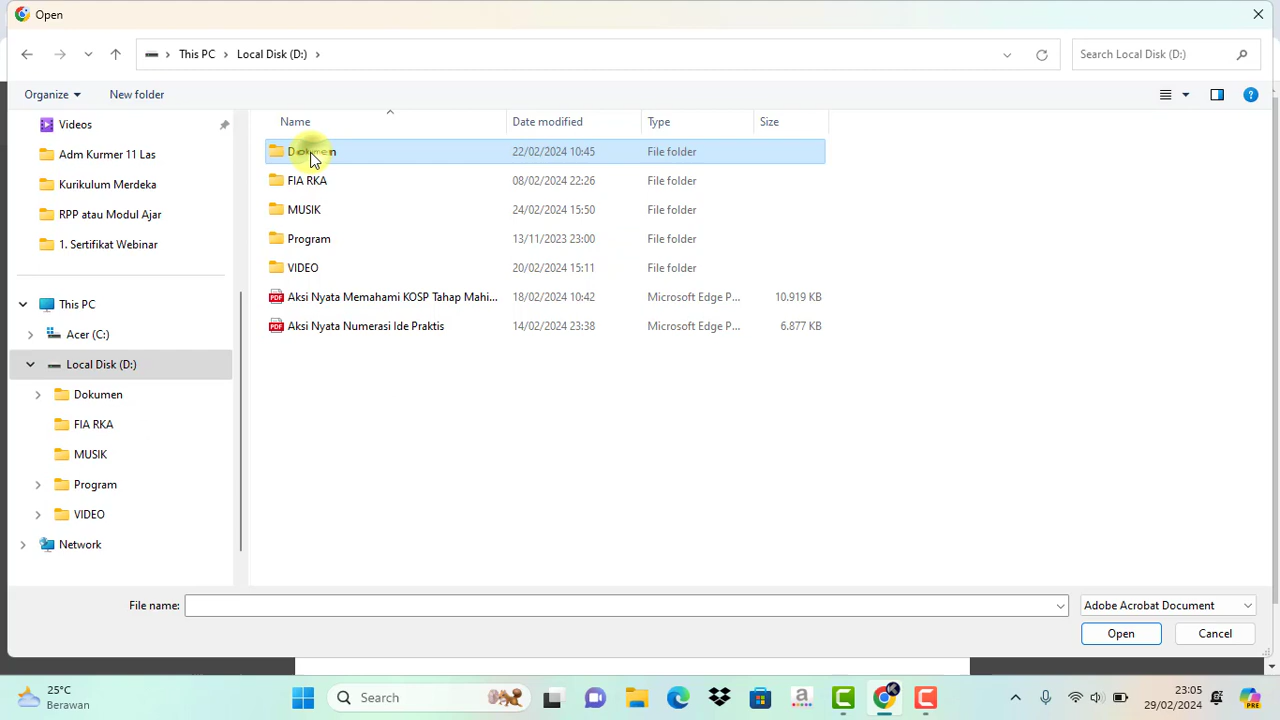 Open
This PC
Local Disk (D:)
Search Local Disk (D:)
Organize
New folder
Name
Date modified
Type
Size
Videos
Adm Kurmer 11 Las
Kurikulum Merdeka
RPP atau Modul Ajar
1. Sertifikat Webinar
This PC
Acer (C:)
Local Disk (D:)
Dokumen
FIA RKA
MUSIK
Program
VIDEO
Network
Dokumen 22/02/2024 10:45 File folder
FIA RKA 08/02/2024 22:26 File folder
MUSIK 24/02/2024 15:50 File folder
Program 13/11/2023 23:00 File folder
VIDEO 20/02/2024 15:11 File folder
Aksi Nyata Memahami KOSP Tahap Mahi... 18/02/2024 10:42 Microsoft Edge P... 10.919 KB
Aksi Nyata Numerasi Ide Praktis 14/02/2024 23:38 Microsoft Edge P... 6.877 KB
File name:
Adobe Acrobat Document
Open
Cancel
25°C
Berawan
Search
23:05
29/02/2024